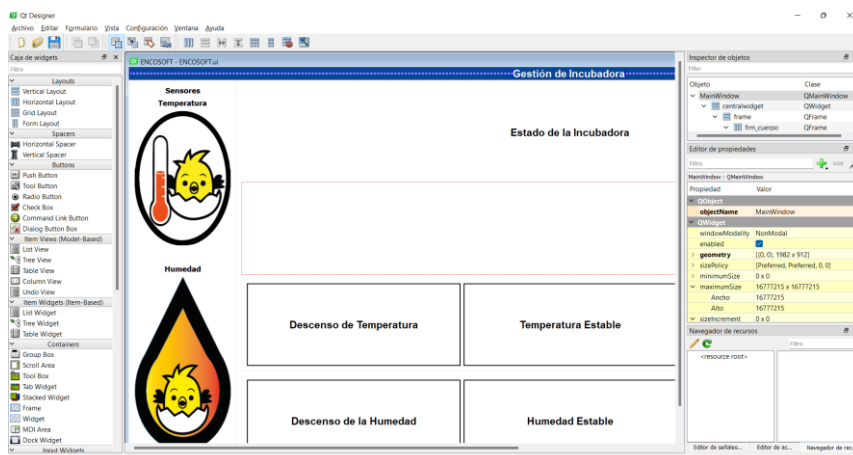 Qt Designer
Archivo Editar Formulario Vista Configuración Ventana Ayuda
Caja de widgets
Filtro
Layouts
Vertical Layout
Horizontal Layout
Grid Layout
Form Layout
Spacers
Horizontal Spacer
Vertical Spacer
Buttons
Push Button
Tool Button
Radio Button
Check Box
Command Link Button
Dialog Button Box
Item Views (Model-Based)
List View
Tree View
Table View
Column View
Undo View
Item Widgets (Item-Based)
List Widget
Tree Widget
Table Widget
Containers
Group Box
Scroll Area
Tool Box
Tab Widget
Stacked Widget
Frame
Widget
MDI Area
Dock Widget
Input Widgets
ENCOSOFT - ENCOSOFT.ui
Gestión de Incubadora
Sensores
Temperatura
Estado de la Incubadora
Humedad
Descenso de Temperatura
Temperatura Estable
Descenso de la Humedad
Humedad Estable
Inspector de objetos
Filter
Objeto Clase
MainWindow QMainWindow
centralwidget QWidget
frame QFrame
frm_cuerpo QFrame
Editor de propiedades
Filtro
MainWindow : QMainWindow
Propiedad Valor
QObject
objectName MainWindow
QWidget
windowModality NonModal
enabled
geometry [(0, 0), 1982 x 912]
sizePolicy [Preferred, Preferred, 0, 0]
minimumSize 0 x 0
maximumSize 16777215 x 16777215
Ancho 16777215
Alto 16777215
sizeIncrement 0 x 0
Navegador de recursos
Filtro
<resource root>
Editor de señales... Editor de ac... Navegador de rec...